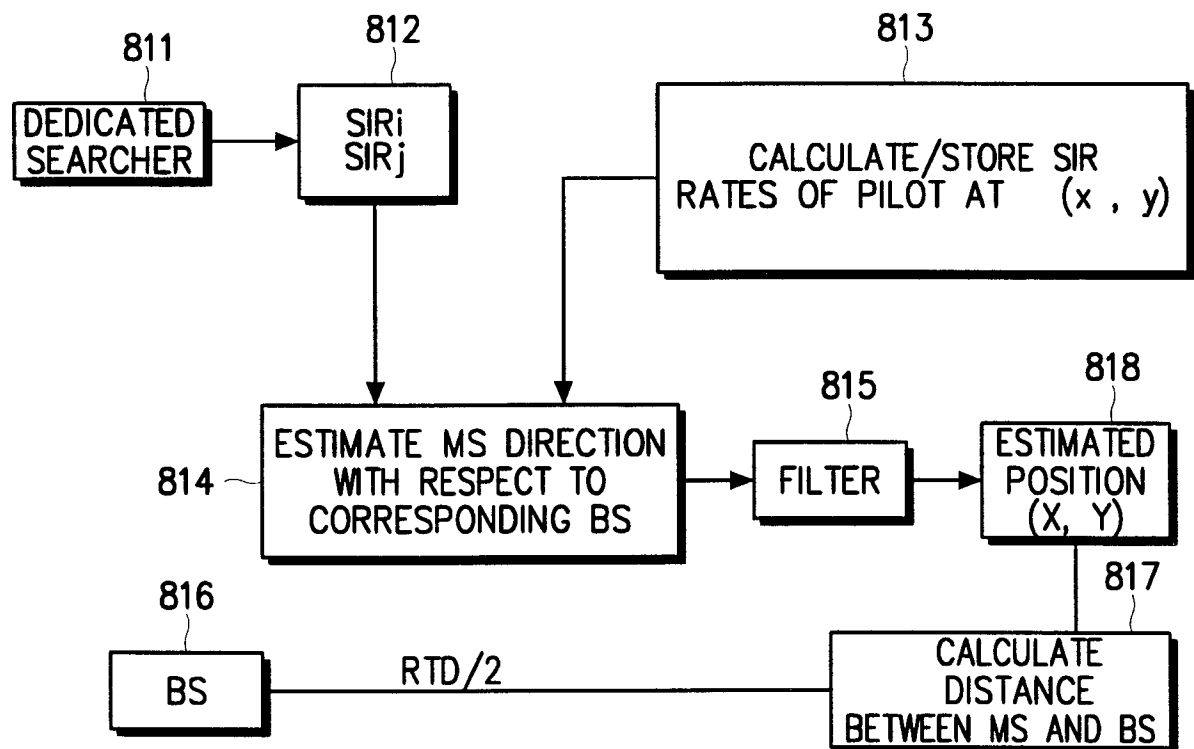 811
DEDICATED
SEARCHER
812
SIRi
SIRj
813
CALCULATE/STORE SIR
RATES OF PILOT AT (x , y)
814
ESTIMATE MS DIRECTION
WITH RESPECT TO
CORRESPONDING BS
815
FILTER
818
ESTIMATED
POSITION
(X, Y)
816
BS
RTD/2
817
CALCULATE
DISTANCE
BETWEEN MS AND BS